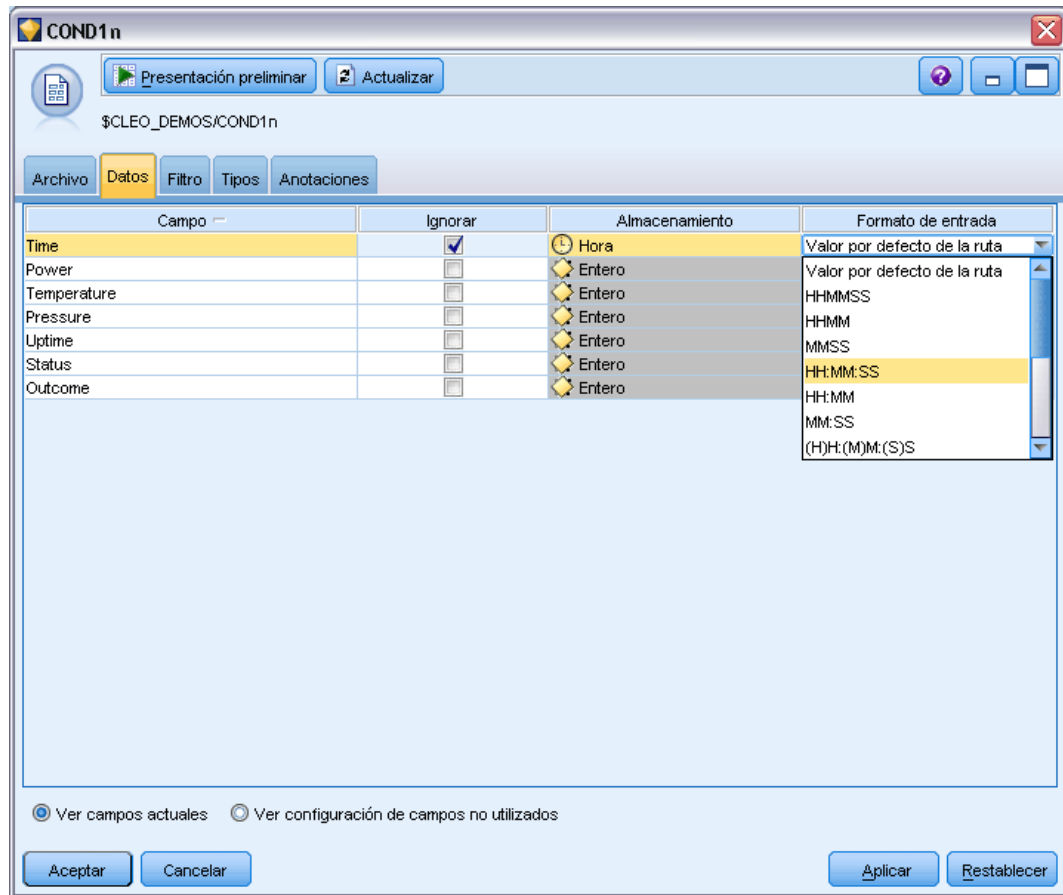 COND1n
Presentación preliminar Actualizar
$CLEO_DEMOS/COND1n
Archivo Datos Filtro Tipos Anotaciones
Campo Ignorar Almacenamiento Formato de entrada
Time Hora Valor por defecto de la ruta
Power Entero Valor por defecto de la ruta
Temperature Entero HHMMSS
Pressure Entero HHMM
Uptime Entero MMSS
Status Entero HH:MM:SS
Outcome Entero HH:MM
MM:SS
(H)H:(M)M:(S)S
Ver campos actuales Ver configuración de campos no utilizados
Aceptar Cancelar Aplicar Restablecer